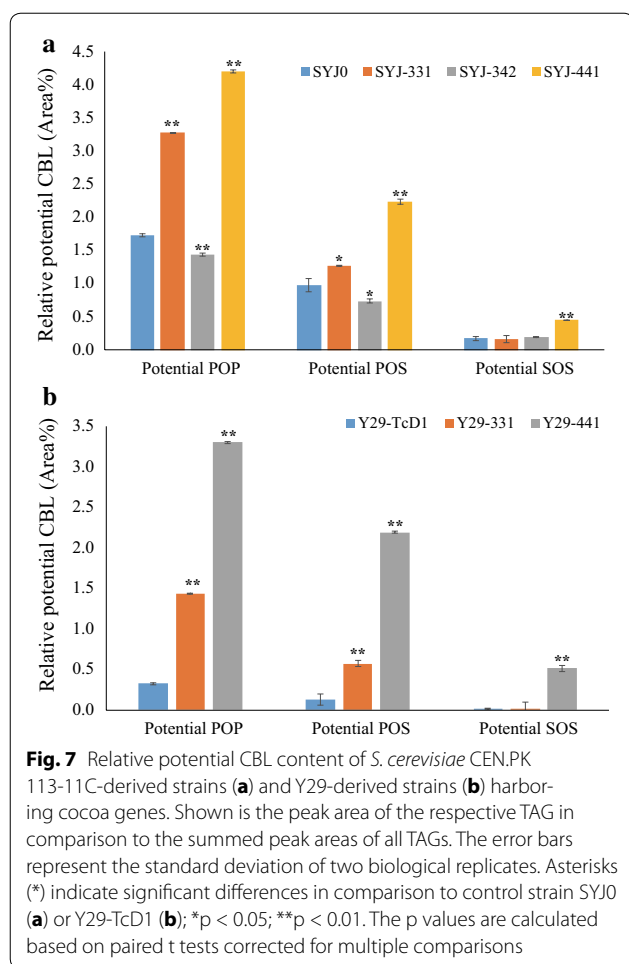 a
Relative potential CBL (Area%)
4.5
4.0
3.5
3.0
2.5
2.0
1.5
1.0
0.5
0.0
SYJ0 SYJ-331 SYJ-342 SYJ-441
** ** **
* * **
**
Potential POP Potential POS Potential SOS
b
Relative potential CBL (Area%)
3.5
3.0
2.5
2.0
1.5
1.0
0.5
0.0
Y29-TcD1 Y29-331 Y29-441
** **
** **
**
Potential POP Potential POS Potential SOS
Fig. 7 Relative potential CBL content of S. cerevisiae CEN.PK
113-11C-derived strains (a) and Y29-derived strains (b) harbor-
ing cocoa genes. Shown is the peak area of the respective TAG in
comparison to the summed peak areas of all TAGs. The error bars
represent the standard deviation of two biological replicates. Asterisks
(*) indicate significant differences in comparison to control strain SYJ0
(a) or Y29-TcD1 (b); *p < 0.05; **p < 0.01. The p values are calculated
based on paired t tests corrected for multiple comparisons